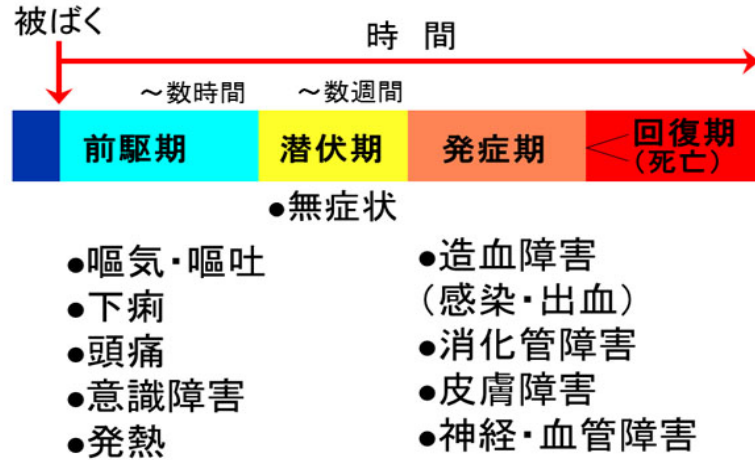 被ばく
時 間
～数時間
～数週間
前駆期
潜伏期
発症期
回復期
(死亡)
●無症状
●嘔気・嘔吐
●下痢
●頭痛
●意識障害
●発熱
●造血障害
(感染・出血)
●消化管障害
●皮膚障害
●神経・血管障害